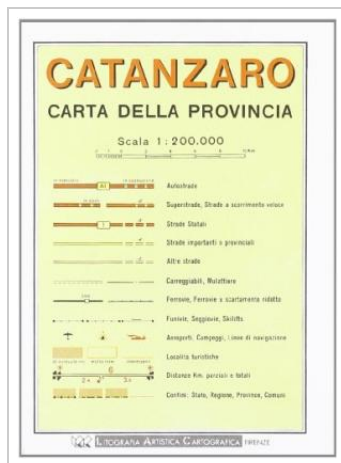 CATANZARO
CARTA DELLA PROVINCIA
Scala 1:200.000
Autostrade
Superstrade, Strade a scorrimento veloce
Strade Statali
Strade importanti o provinciali
Altre strade
Carreggiabili, Mulattiere
Ferrovie, Ferrovie a scartamento ridotto
Funivie, Seggiovie, Skilifts
Aeroporti, Campeggi, Linee di navigazione
Località turistiche
Distanze Km. parziali e totali
Confini: Stato, Regione, Province, Comuni
LAC LITOGRAFIA ARTISTICA CARTOGRAFICA FIRENZE